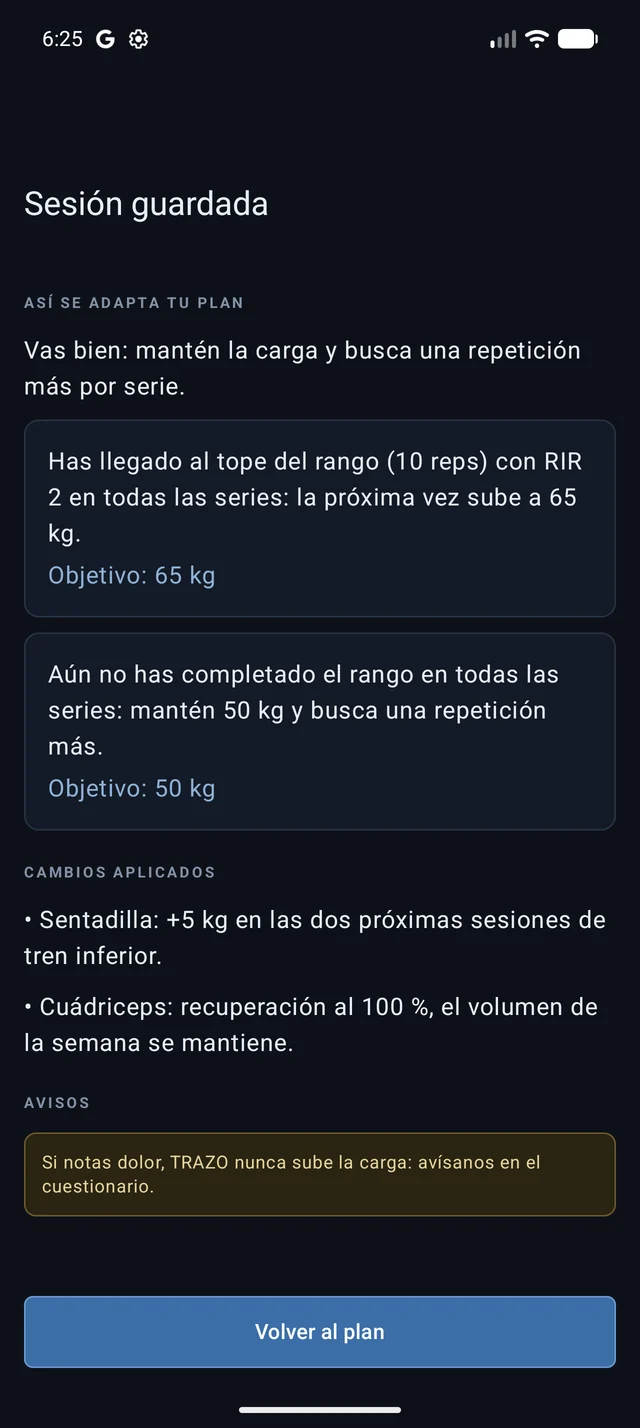 6:25
Sesión guardada
ASÍ SE ADAPTA TU PLAN
Vas bien: mantén la carga y busca una repetición
más por serie.
Has llegado al tope del rango (10 reps) con RIR
2 en todas las series: la próxima vez sube a 65
kg.
Objetivo: 65 kg
Aún no has completado el rango en todas las
series: mantén 50 kg y busca una repetición
más.
Objetivo: 50 kg
CAMBIOS APLICADOS
• Sentadilla: +5 kg en las dos próximas sesiones de
tren inferior.
• Cuádriceps: recuperación al 100 %, el volumen de
la semana se mantiene.
AVISOS
Si notas dolor, TRAZO nunca sube la carga: avísanos en el
cuestionario.
Volver al plan